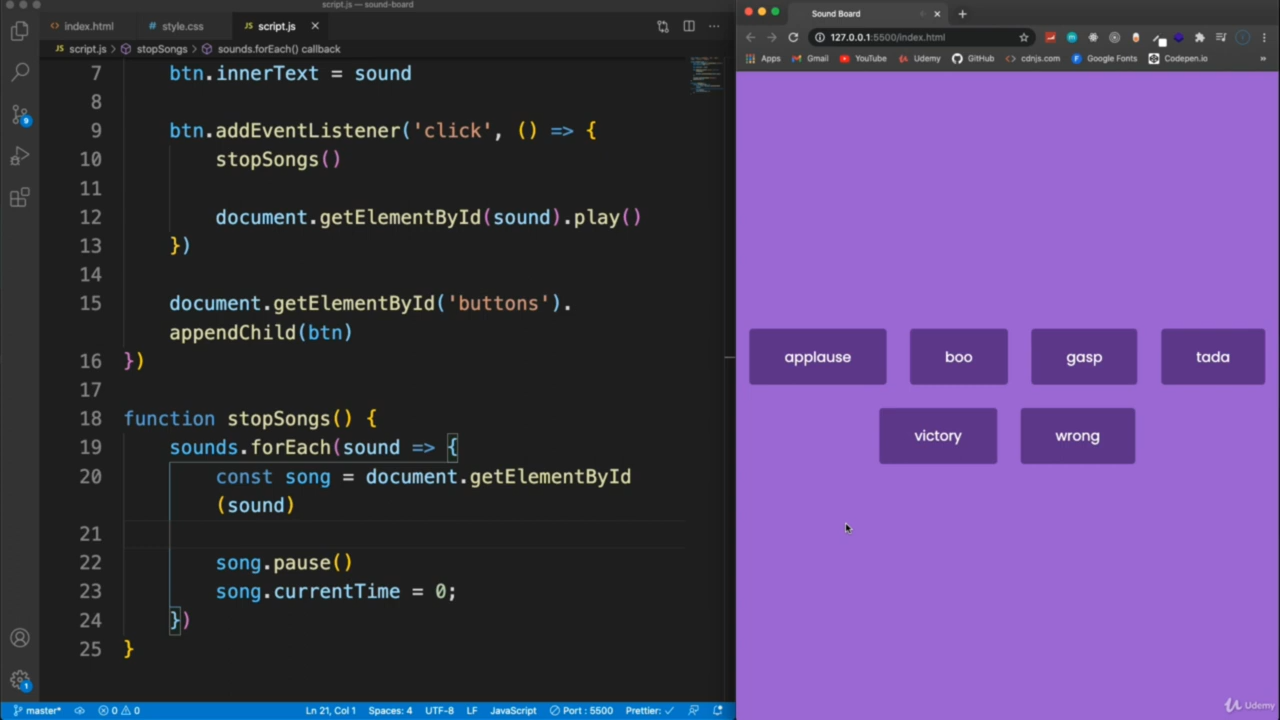 script.js — sound-board
index.html
style.css
script.js
script.js > stopSongs > sounds.forEach() callback
7 btn.innerText = sound
8
9 btn.addEventListener('click', () => {
10 stopSongs()
11
12 document.getElementById(sound).play()
13 })
14
15 document.getElementById('buttons').
appendChild(btn)
16 })
17
18 function stopSongs() {
19 sounds.forEach(sound => {
20 const song = document.getElementById
(sound)
21
22 song.pause()
23 song.currentTime = 0;
24 })
25 }
master*
0 0
Ln 21, Col 1
Spaces: 4
UTF-8
LF
JavaScript
Port : 5500
Prettier: ✓
9
1
Sound Board
127.0.0.1:5500/index.html
Apps
Gmail
YouTube
Udemy
GitHub
cdnjs.com
Google Fonts
Codepen.io
»
applause
boo
gasp
tada
victory
wrong
Udemy